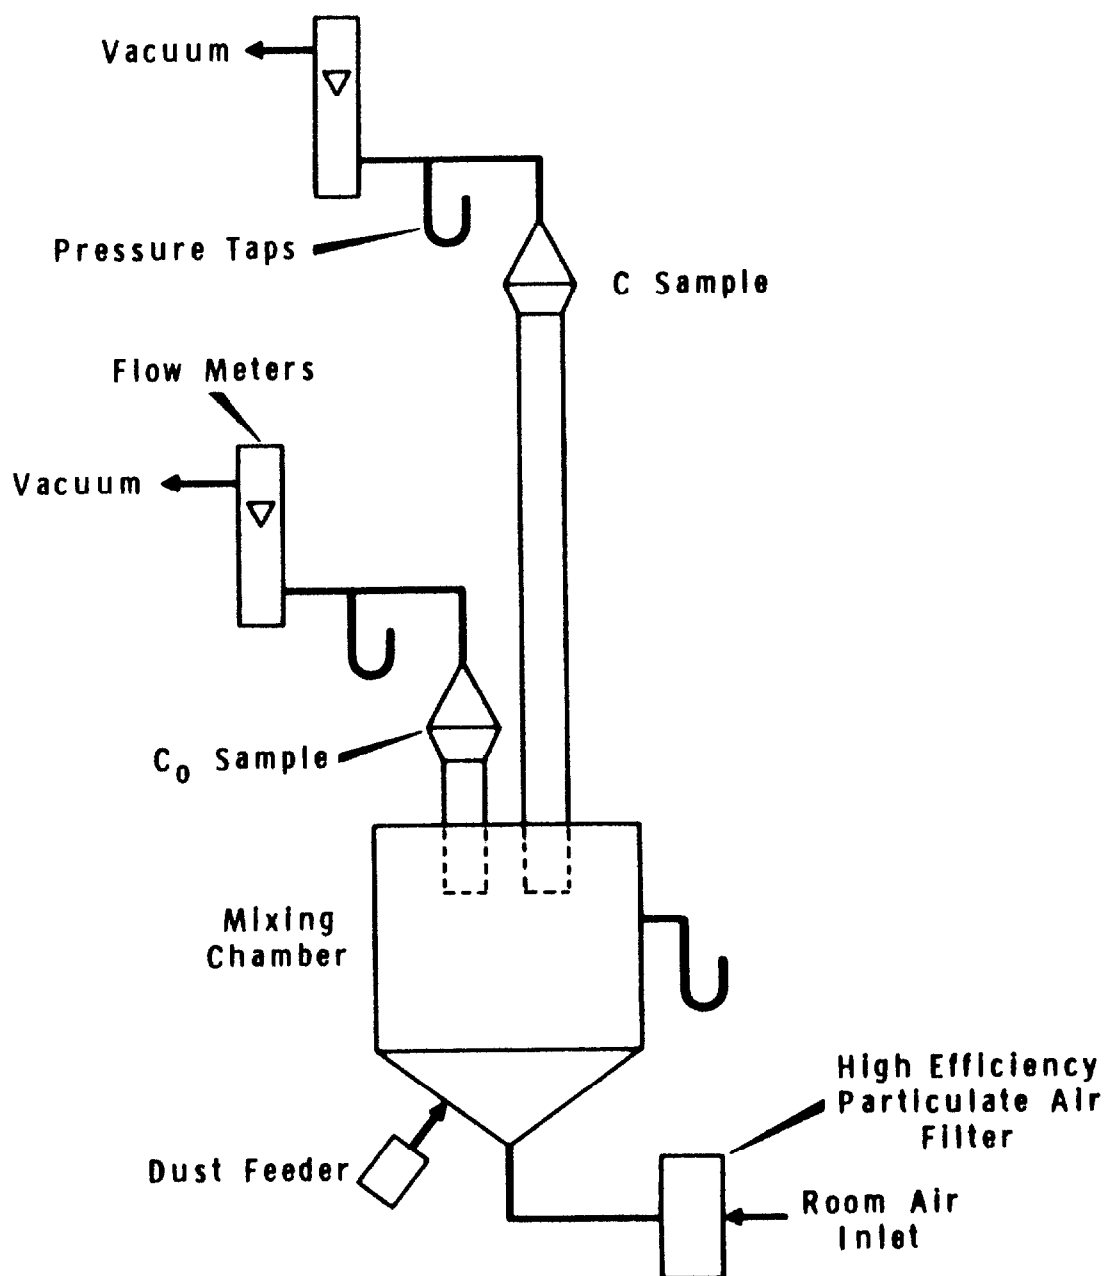 Vacuum
Pressure Taps
C Sample
Flow Meters
Vacuum
C₀ Sample
Mixing
Chamber
High Efficiency
Particulate Air
Filter
Dust Feeder
Room Air
Inlet